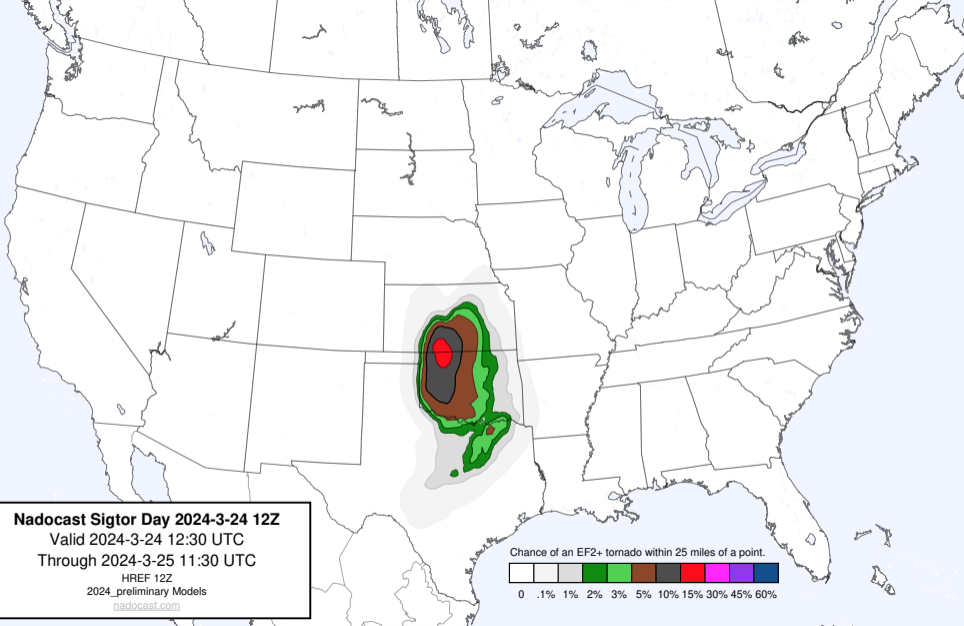 Nadocast Sigtor Day 2024-3-24 12Z
Valid 2024-3-24 12:30 UTC
Through 2024-3-25 11:30 UTC
HREF 12Z
2024_preliminary Models
nadocast.com
Chance of an EF2+ tornado within 25 miles of a point.
0 .1% 1% 2% 3% 5% 10% 15% 30% 45% 60%